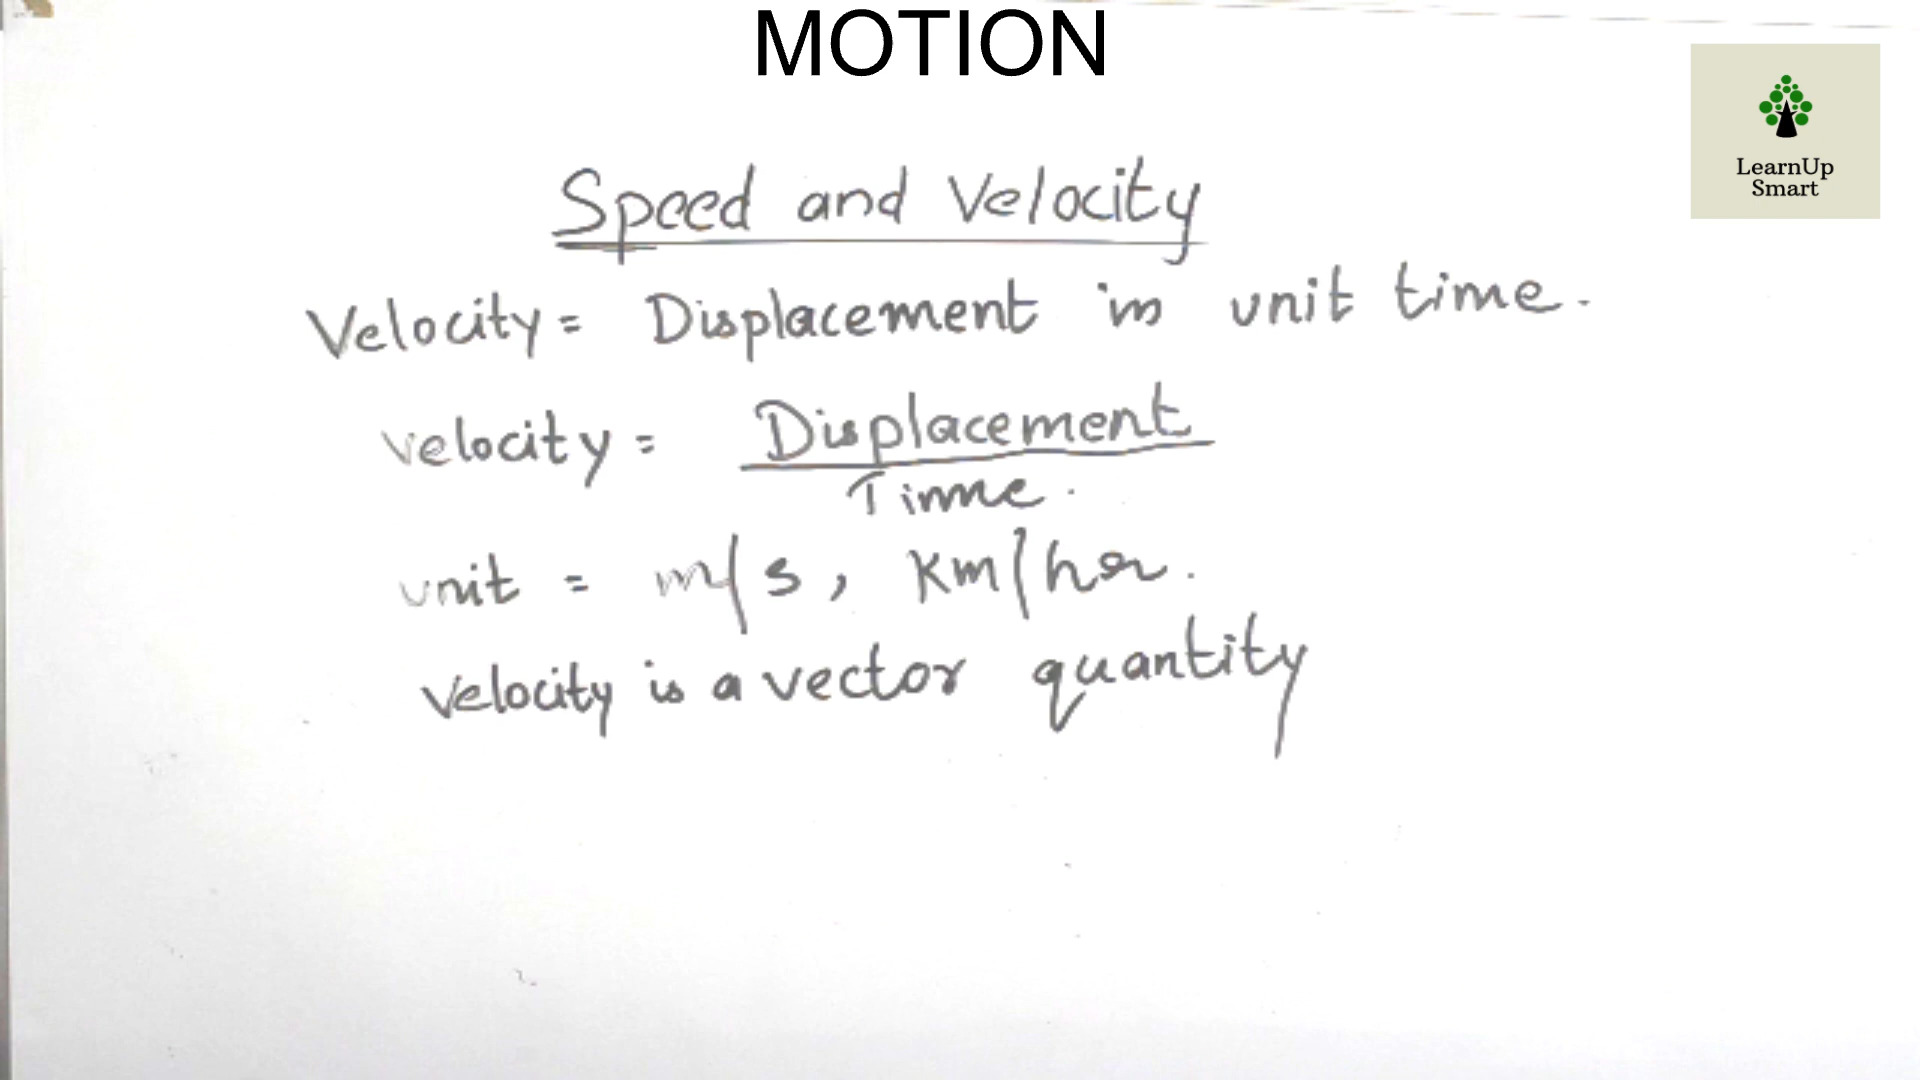 MOTION
LearnUp
Smart
Speed and Velocity
Velocity = Displacement in unit time.
velocity = Displacement
Time.
unit = m/s, Km/hr.
Velocity is a vector quantity